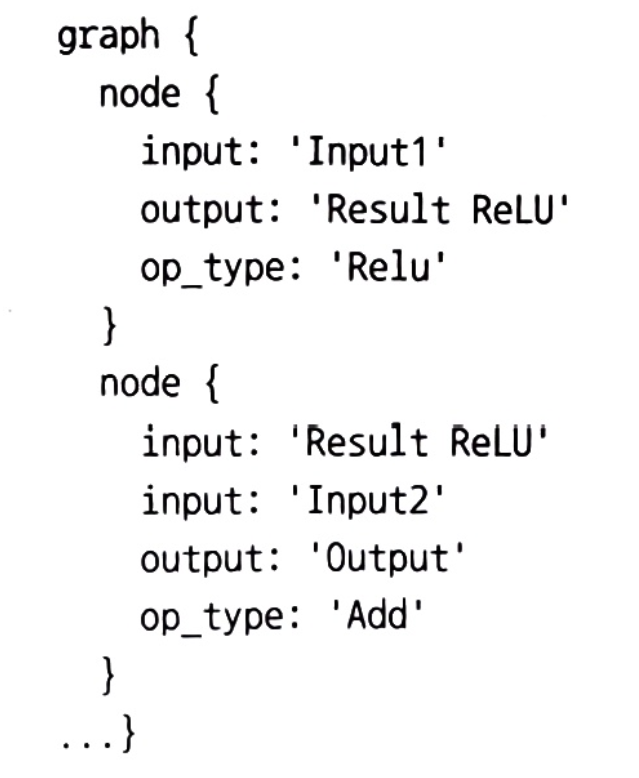 graph {
  node {
    input: 'Input1'
    output: 'Result ReLU'
    op_type: 'Relu'
  }
  node {
    input: 'Result ReLU'
    input: 'Input2'
    output: 'Output'
    op_type: 'Add'
  }
...}